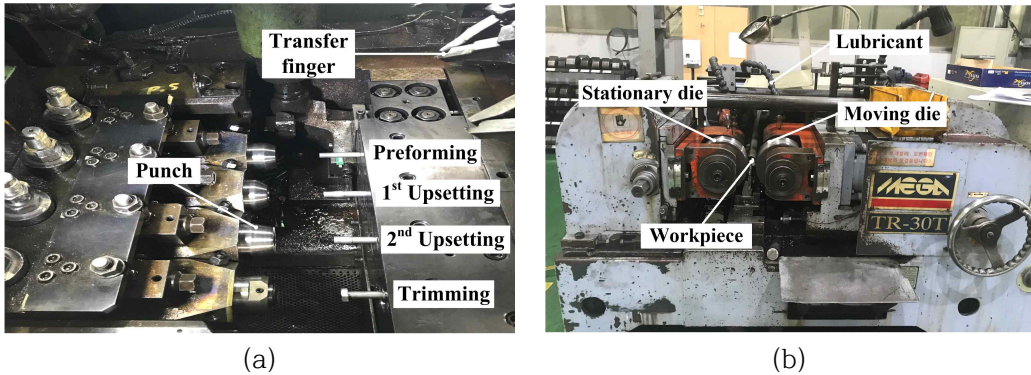 Transfer
finger
Punch
Preforming
1st Upsetting
2nd Upsetting
Trimming
(a)
Lubricant
Stationary die
Moving die
Workpiece
MEGA
TR-30T
(b)